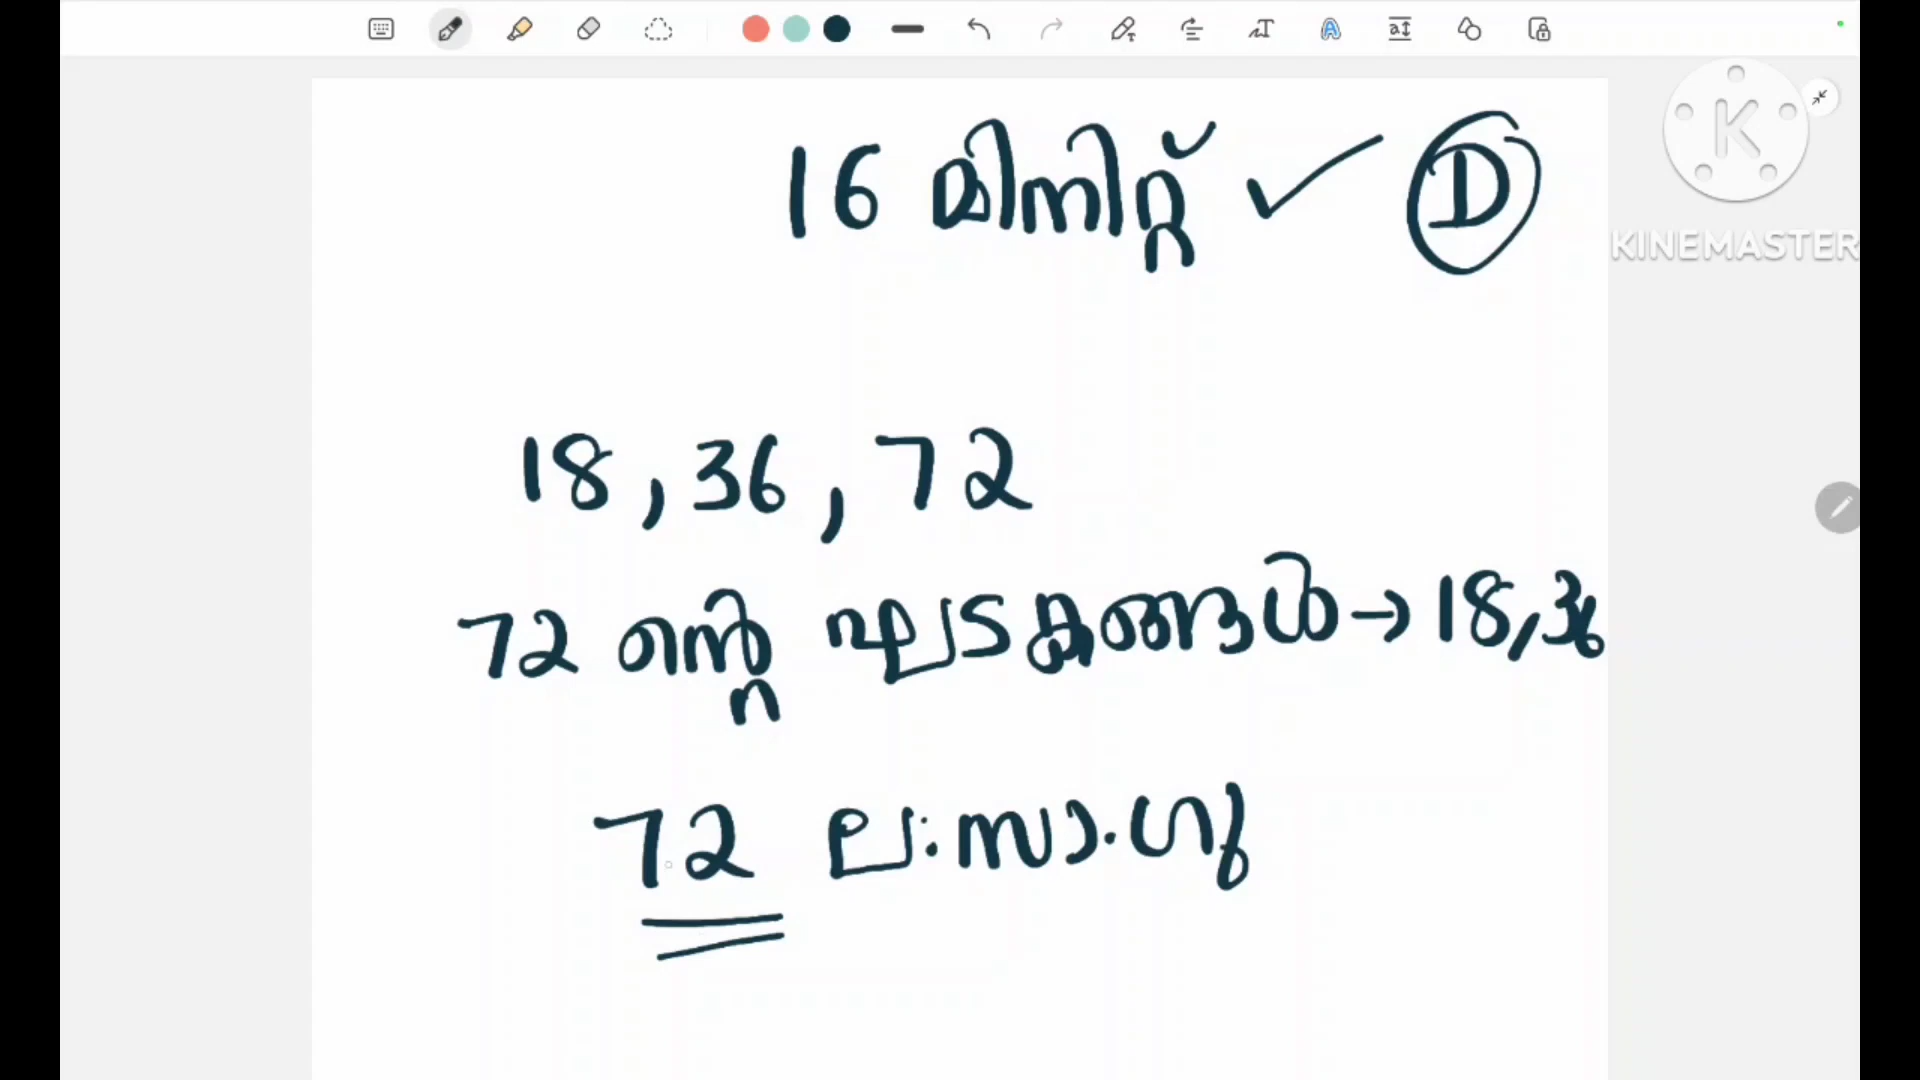 16 മിനിറ്റ് ✓ D
KINEMASTER
18, 36, 72
72 ന്റെ ഘടകങ്ങൾ → 18, 36
72 ല.സാ.ഗു